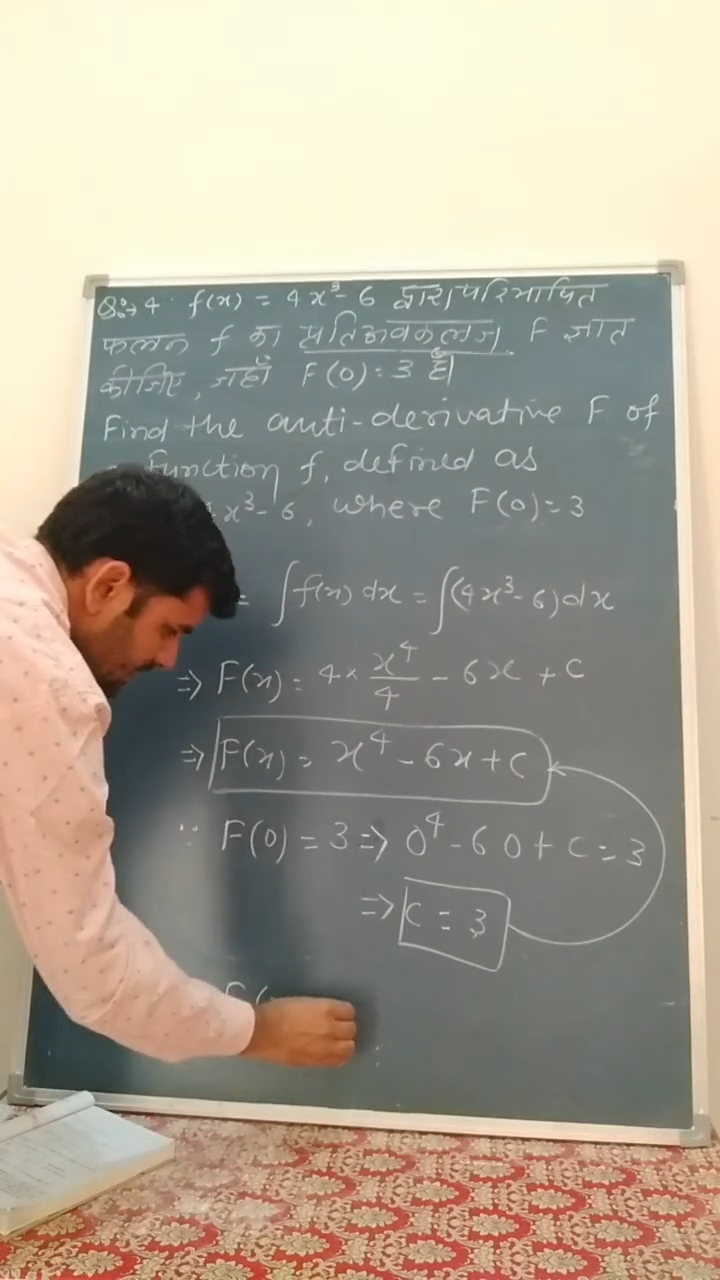 Q:→ 4. f(x) = 4x³-6 द्वारा परिभाषित
फलन f का प्रतिअवकलज F ज्ञात
कीजिए, जहाँ F(0)=3 है।
Find the anti-derivative F of
function f, defined as
x³-6, where F(0)=3
= ∫f(x) dx = ∫(4x³-6)dx
⇒ F(x) = 4× x⁴/4 - 6x + C
⇒ F(x) = x⁴ - 6x + C
∵ F(0) = 3 ⇒ 0⁴ - 6 0 + C = 3
⇒ C = 3
F(